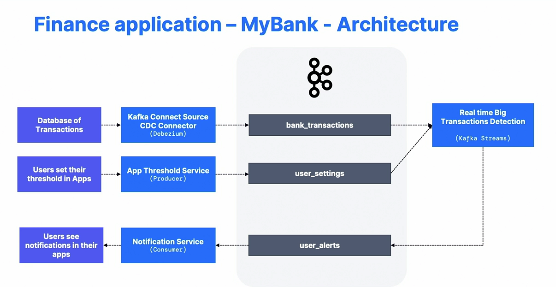 Finance application – MyBank - Architecture
Database of
Transactions
Kafka Connect Source
CDC Connector
(Debezium)
bank_transactions
Real time Big
Transactions Detection
(Kafka Streams)
Users set their
threshold in Apps
App Threshold Service
(Producer)
user_settings
Users see
notifications in their
apps
Notification Service
(Consumer)
user_alerts